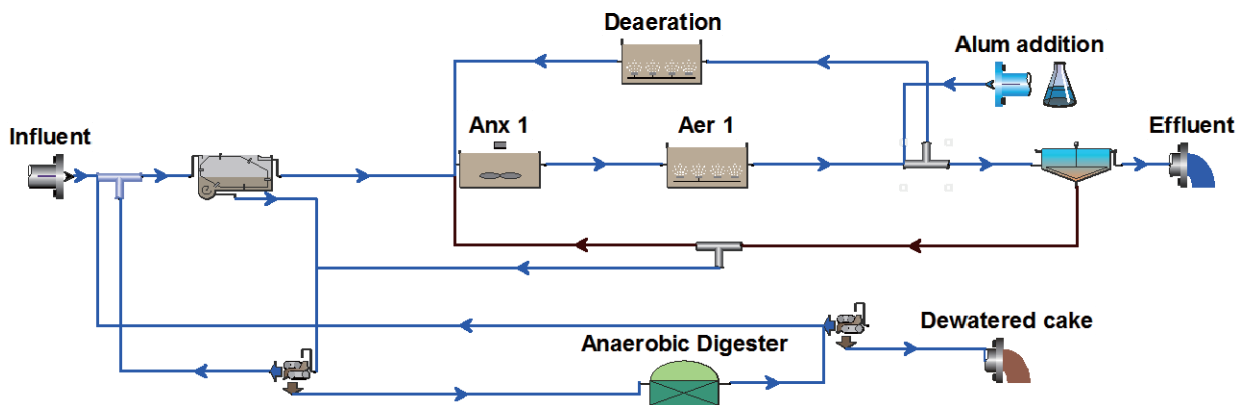 Deaeration
Alum addition
Influent
Anx 1
Aer 1
Effluent
Anaerobic Digester
Dewatered cake